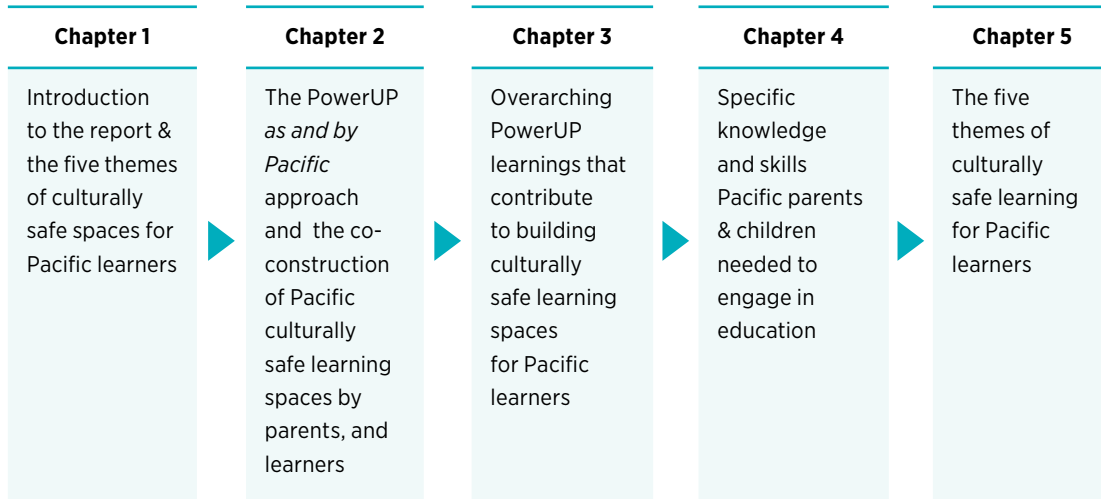 Chapter 1
Introduction
to the report &
the five themes
of culturally
safe spaces for
Pacific learners
Chapter 2
The PowerUP
as and by
Pacific
approach
and the co-
construction
of Pacific
culturally
safe learning
spaces by
parents, and
learners
Chapter 3
Overarching
PowerUP
learnings that
contribute
to building
culturally
safe learning
spaces
for Pacific
learners
Chapter 4
Specific
knowledge
and skills
Pacific parents
& children
needed to
engage in
education
Chapter 5
The five
themes of
culturally
safe learning
for Pacific
learners